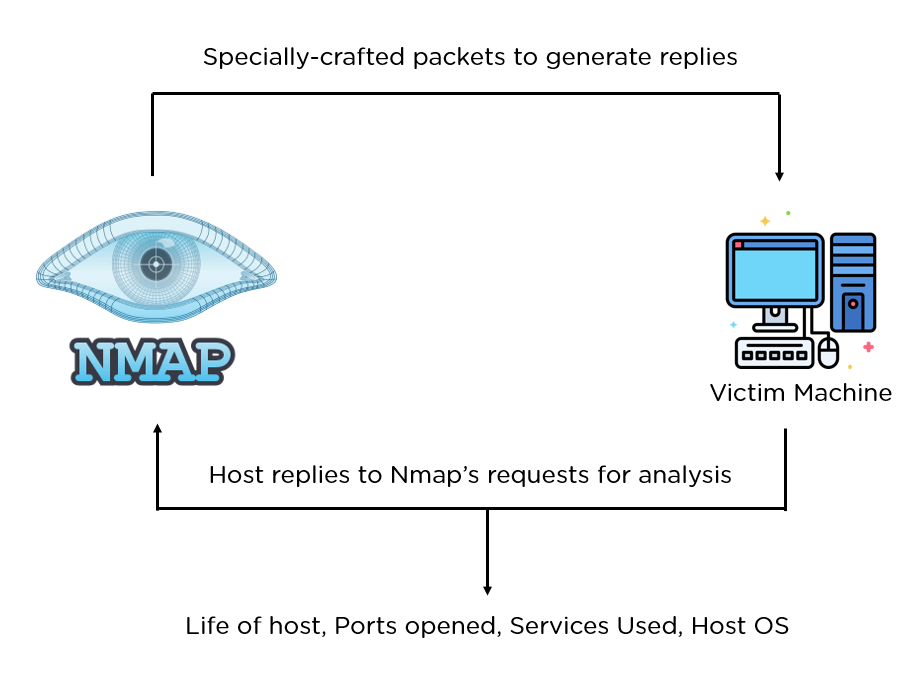 Specially-crafted packets to generate replies
NMAP
Victim Machine
Host replies to Nmap’s requests for analysis
Life of host, Ports opened, Services Used, Host OS